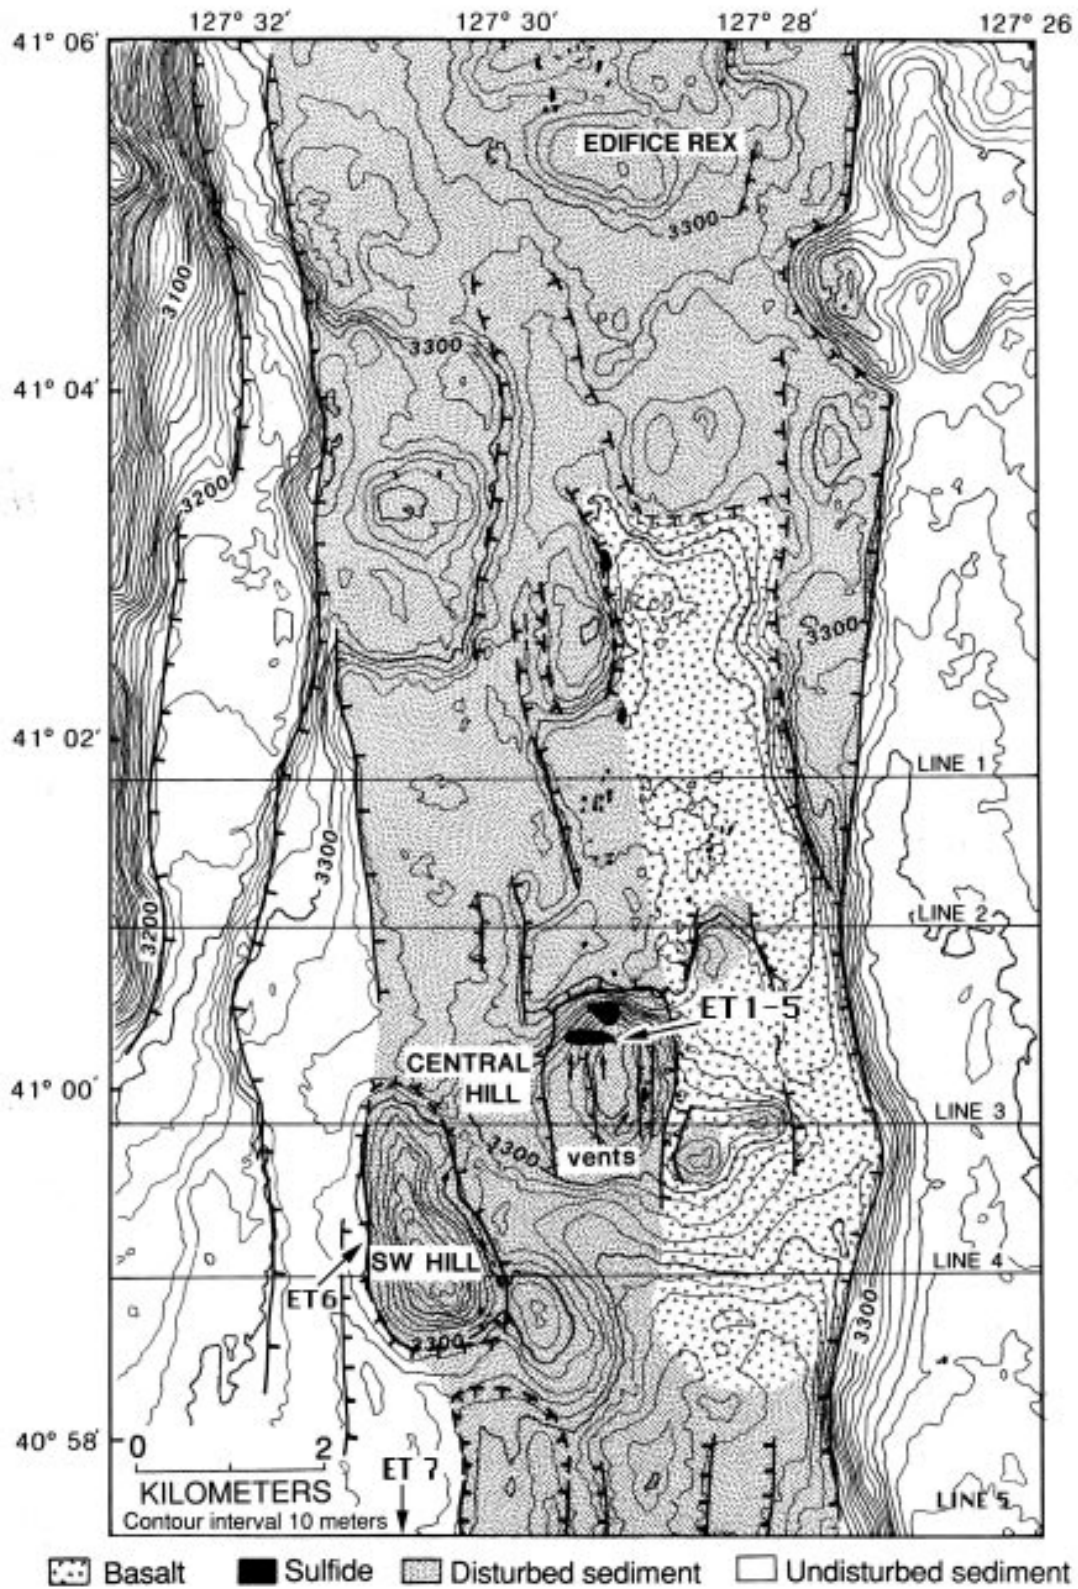 127° 32′ 127° 30′ 127° 28′ 127° 26
41° 06′
EDIFICE REX
3300
3100
3300
41° 04′
3200
3300
41° 02′
LINE 1
3300
3200
LINE 2
ET 1-5
CENTRAL
HILL
41° 00′
LINE 3
3300
vents
SW HILL
LINE 4
ET6
3300
3300
40° 58′
0 2
ET 7
KILOMETERS
LINE 5
Contour interval 10 meters
Basalt Sulfide Disturbed sediment Undisturbed sediment